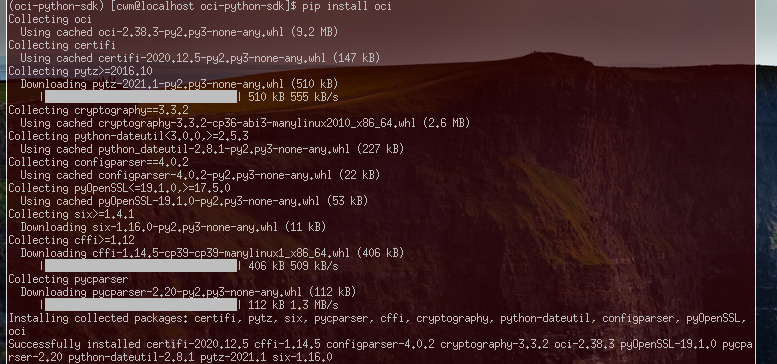 (oci-python-sdk) [cwm@localhost oci-python-sdk]$ pip install oci
Collecting oci
  Using cached oci-2.38.3-py2.py3-none-any.whl (9.2 MB)
Collecting certifi
  Using cached certifi-2020.12.5-py2.py3-none-any.whl (147 kB)
Collecting pytz>=2016.10
  Downloading pytz-2021.1-py2.py3-none-any.whl (510 kB)
     |████████████████████████████████| 510 kB 555 kB/s
Collecting cryptography==3.3.2
  Using cached cryptography-3.3.2-cp36-abi3-manylinux2010_x86_64.whl (2.6 MB)
Collecting python-dateutil<3.0.0,>=2.5.3
  Using cached python_dateutil-2.8.1-py2.py3-none-any.whl (227 kB)
Collecting configparser==4.0.2
  Using cached configparser-4.0.2-py2.py3-none-any.whl (22 kB)
Collecting pyOpenSSL<=19.1.0,>=17.5.0
  Using cached pyOpenSSL-19.1.0-py2.py3-none-any.whl (53 kB)
Collecting six>=1.4.1
  Downloading six-1.16.0-py2.py3-none-any.whl (11 kB)
Collecting cffi>=1.12
  Downloading cffi-1.14.5-cp39-cp39-manylinux1_x86_64.whl (406 kB)
     |████████████████████████████████| 406 kB 509 kB/s
Collecting pycparser
  Downloading pycparser-2.20-py2.py3-none-any.whl (112 kB)
     |████████████████████████████████| 112 kB 1.3 MB/s
Installing collected packages: certifi, pytz, six, pycparser, cffi, cryptography, python-dateutil, configparser, pyOpenSSL,
oci
Successfully installed certifi-2020.12.5 cffi-1.14.5 configparser-4.0.2 cryptography-3.3.2 oci-2.38.3 pyOpenSSL-19.1.0 pycpa
rser-2.20 python-dateutil-2.8.1 pytz-2021.1 six-1.16.0